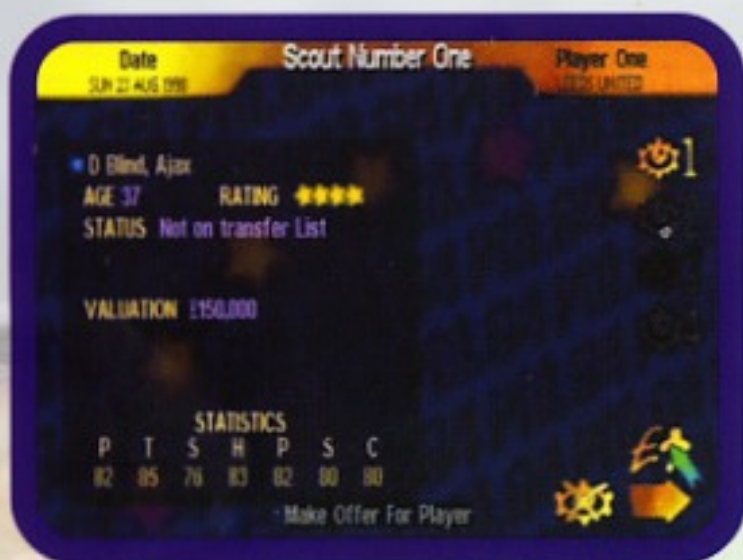 Date
Scout Number One
Player One
SUN 23 AUG 1998
LEEDS UNITED
D Blind, Ajax
AGE 37 RATING
STATUS Not on transfer List
1
VALUATION £150,000
STATISTICS
P T S H P S C
82 85 76 83 82 80 80
Make Offer For Player